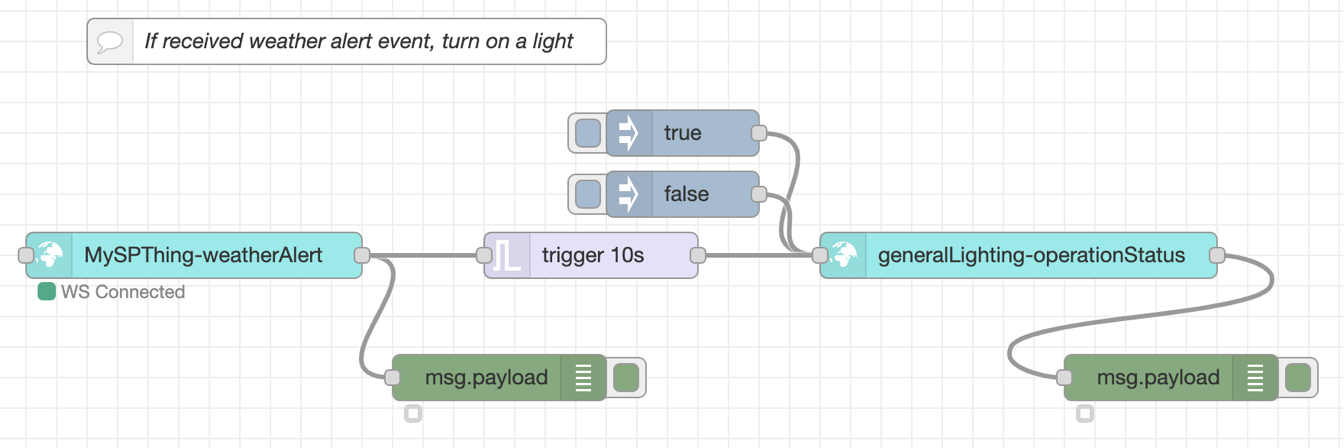 If received weather alert event, turn on a light
true
false
MySPThing-weatherAlert
trigger 10s
generalLighting-operationStatus
WS Connected
msg.payload
msg.payload